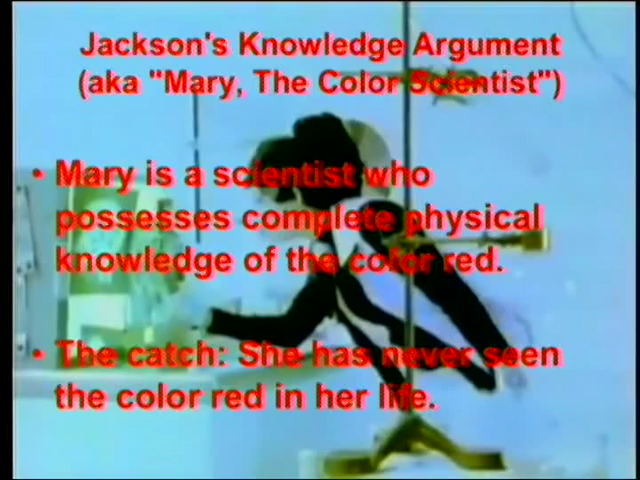 Jackson's Knowledge Argument
(aka "Mary, The Color Scientist")
• Mary is a scientist who
possesses complete physical
knowledge of the color red.
• The catch: She has never seen
the color red in her life.